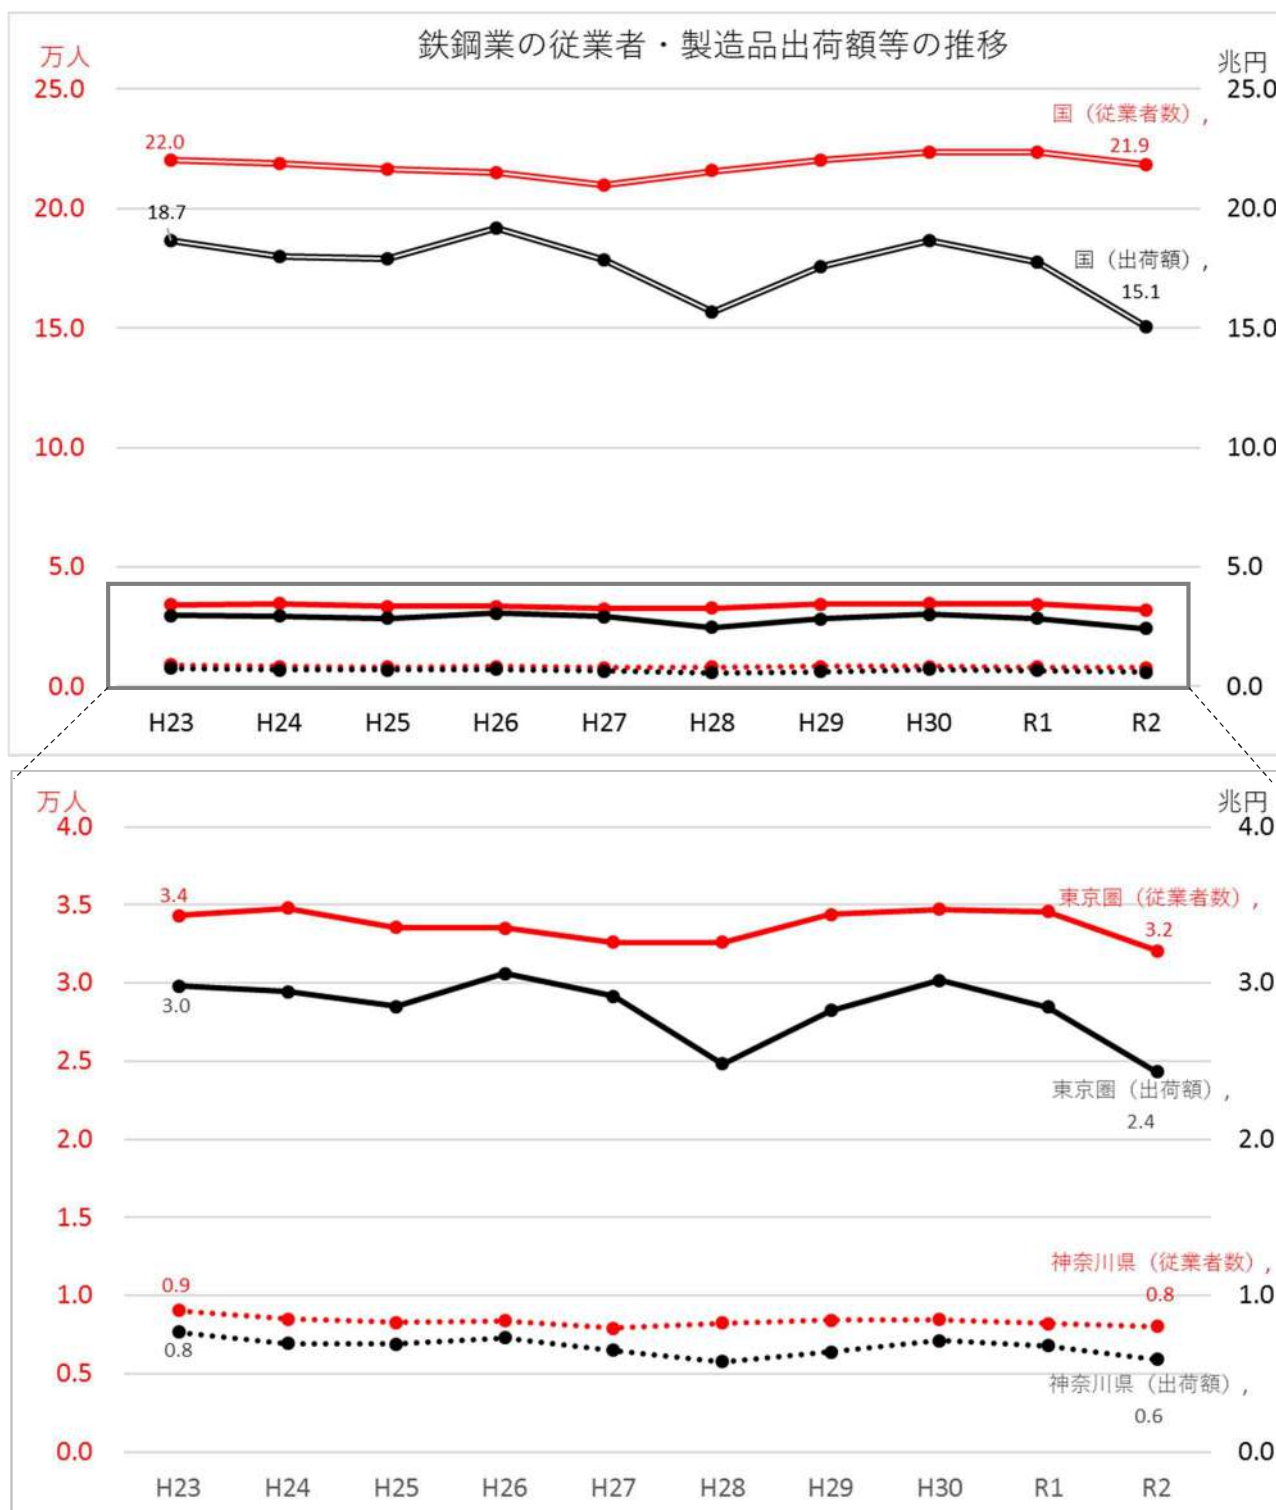 鉄鋼業の従業者・製造品出荷額等の推移
万人
兆円
25.0
25.0
国（従業者数）,
21.9
22.0
20.0
20.0
18.7
国（出荷額）,
15.1
15.0
15.0
10.0
10.0
5.0
5.0
0.0
0.0
H23 H24 H25 H26 H27 H28 H29 H30 R1 R2
万人
兆円
4.0
4.0
3.5
3.4
東京圏（従業者数）,
3.2
3.0
3.0
3.0
2.5
東京圏（出荷額）,
2.4
2.0
2.0
1.5
神奈川県（従業者数）,
0.8
0.9
1.0
1.0
0.8
0.5
神奈川県（出荷額）,
0.6
0.0
0.0
H23 H24 H25 H26 H27 H28 H29 H30 R1 R2